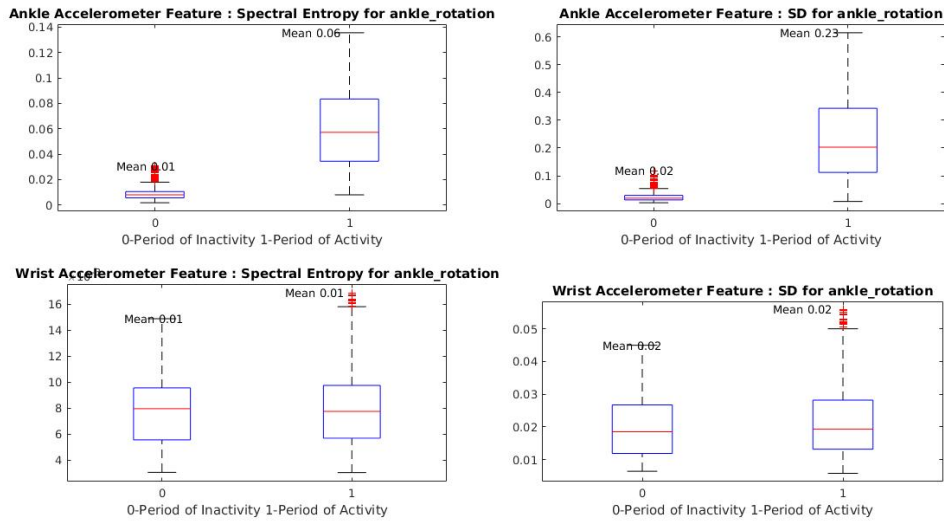 Ankle Accelerometer Feature : Spectral Entropy for ankle_rotation
0.14
0.12
0.1
0.08
0.06
0.04
0.02
0
Mean 0.01
Mean 0.06
0
1
0-Period of Inactivity 1-Period of Activity
Ankle Accelerometer Feature : SD for ankle_rotation
0.6
0.5
0.4
0.3
0.2
0.1
0
Mean 0.02
Mean 0.23
0
1
0-Period of Inactivity 1-Period of Activity
Wrist Accelerometer Feature : Spectral Entropy for ankle_rotation
16
14
12
10
8
6
4
Mean 0.01
Mean 0.01
0
1
0-Period of Inactivity 1-Period of Activity
Wrist Accelerometer Feature : SD for ankle_rotation
0.05
0.04
0.03
0.02
0.01
Mean 0.02
Mean 0.02
0
1
0-Period of Inactivity 1-Period of Activity